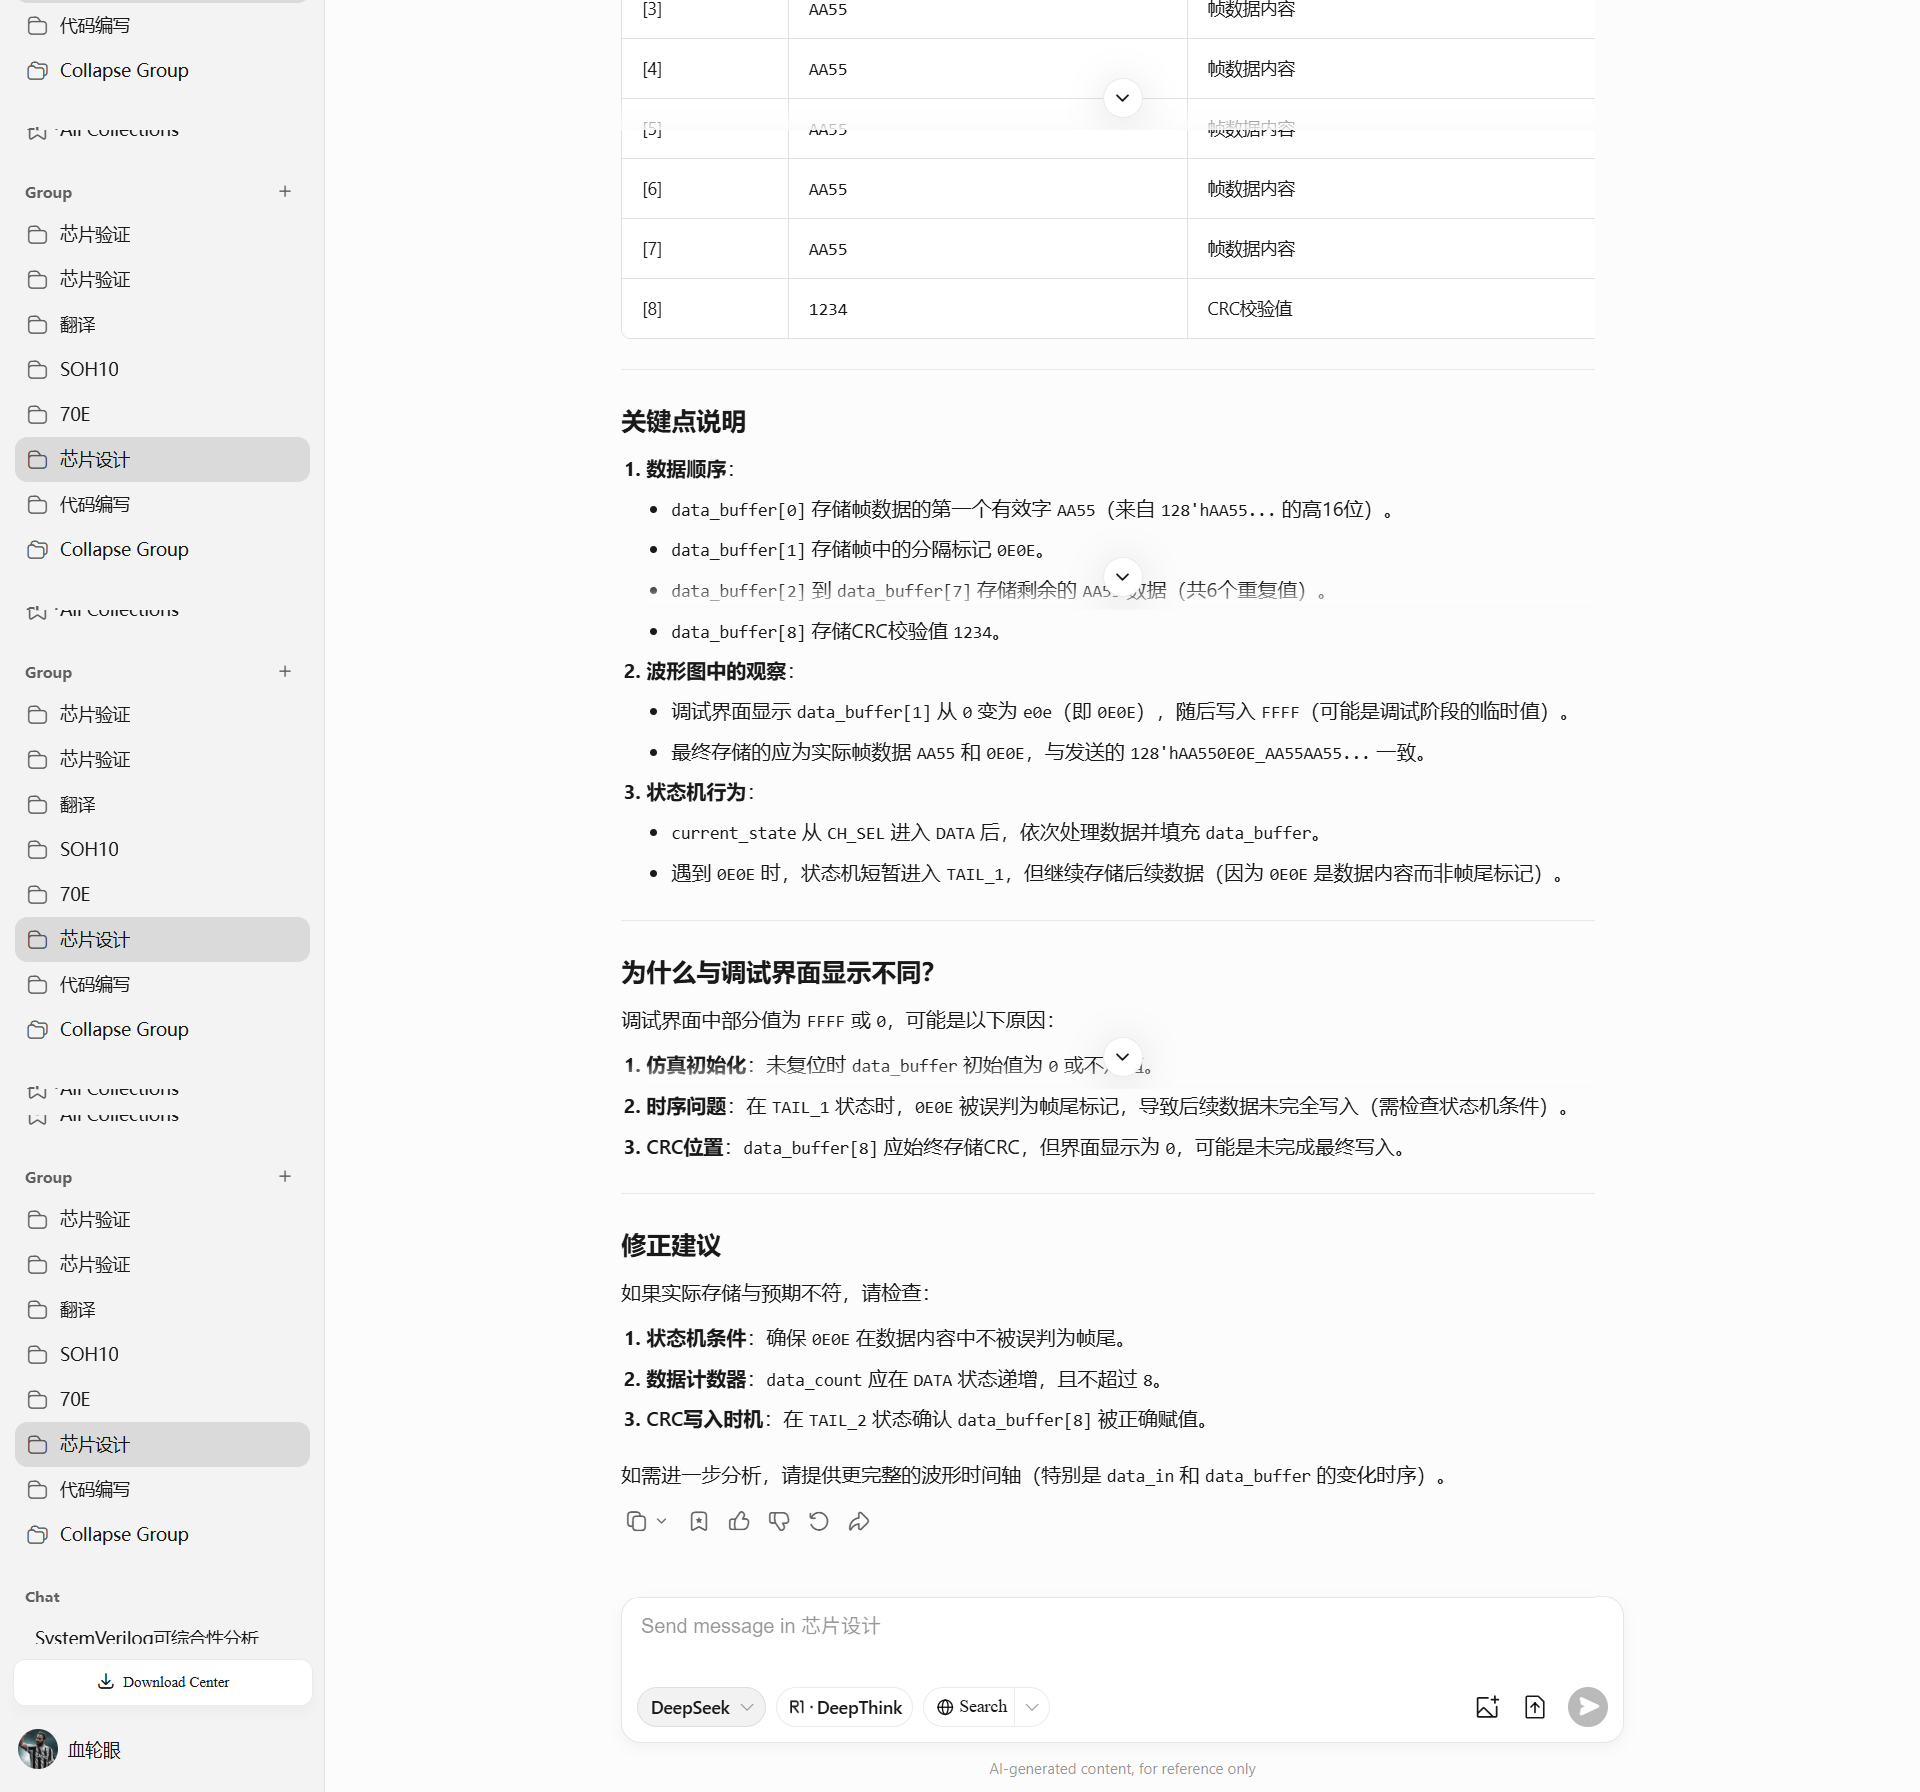 代码编写
Collapse Group
All Collections
Group
芯片验证
芯片验证
翻译
SOH10
70E
芯片设计
代码编写
Collapse Group
All Collections
Group
芯片验证
芯片验证
翻译
SOH10
70E
芯片设计
代码编写
Collapse Group
All Collections
All Collections
Group
芯片验证
芯片验证
翻译
SOH10
70E
芯片设计
代码编写
Collapse Group
Chat
SystemVerilog可综合性分析
Download Center
血轮眼
[3] AA55 帧数据内容
[4] AA55 帧数据内容
[5] AA55 帧数据内容
[6] AA55 帧数据内容
[7] AA55 帧数据内容
[8] 1234 CRC校验值
关键点说明
1. 数据顺序：
• data_buffer[0] 存储帧数据的第一个有效字 AA55（来自 128'hAA55... 的高16位）。
• data_buffer[1] 存储帧中的分隔标记 0E0E。
• data_buffer[2] 到 data_buffer[7] 存储剩余的 AA55 数据（共6个重复值）。
• data_buffer[8] 存储CRC校验值 1234。
2. 波形图中的观察：
• 调试界面显示 data_buffer[1] 从 0 变为 e0e（即 0E0E），随后写入 FFFF（可能是调试阶段的临时值）。
• 最终存储的应为实际帧数据 AA55 和 0E0E，与发送的 128'hAA550E0E_AA55AA55... 一致。
3. 状态机行为：
• current_state 从 CH_SEL 进入 DATA 后，依次处理数据并填充 data_buffer。
• 遇到 0E0E 时，状态机短暂进入 TAIL_1，但继续存储后续数据（因为 0E0E 是数据内容而非帧尾标记）。
为什么与调试界面显示不同？
调试界面中部分值为 FFFF 或 0，可能是以下原因：
1. 仿真初始化：未复位时 data_buffer 初始值为 0 或不
2. 时序问题：在 TAIL_1 状态时，0E0E 被误判为帧尾标记，导致后续数据未完全写入（需检查状态机条件）。
3. CRC位置：data_buffer[8] 应始终存储CRC，但界面显示为 0，可能是未完成最终写入。
修正建议
如果实际存储与预期不符，请检查：
1. 状态机条件：确保 0E0E 在数据内容中不被误判为帧尾。
2. 数据计数器：data_count 应在 DATA 状态递增，且不超过 8。
3. CRC写入时机：在 TAIL_2 状态确认 data_buffer[8] 被正确赋值。
如需进一步分析，请提供更完整的波形时间轴（特别是 data_in 和 data_buffer 的变化时序）。
Send message in 芯片设计
DeepSeek
R1 · DeepThink
Search
AI-generated content, for reference only